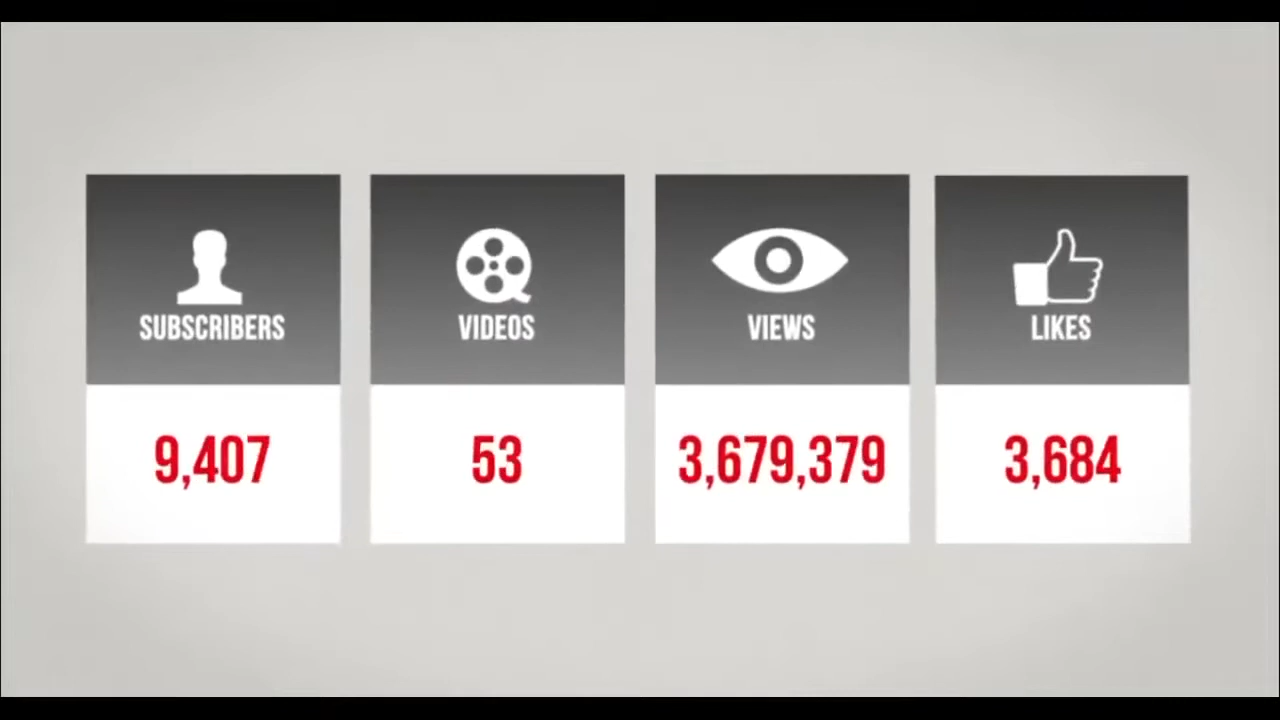 SUBSCRIBERS
VIDEOS
VIEWS
LIKES
9,407
53
3,679,379
3,684